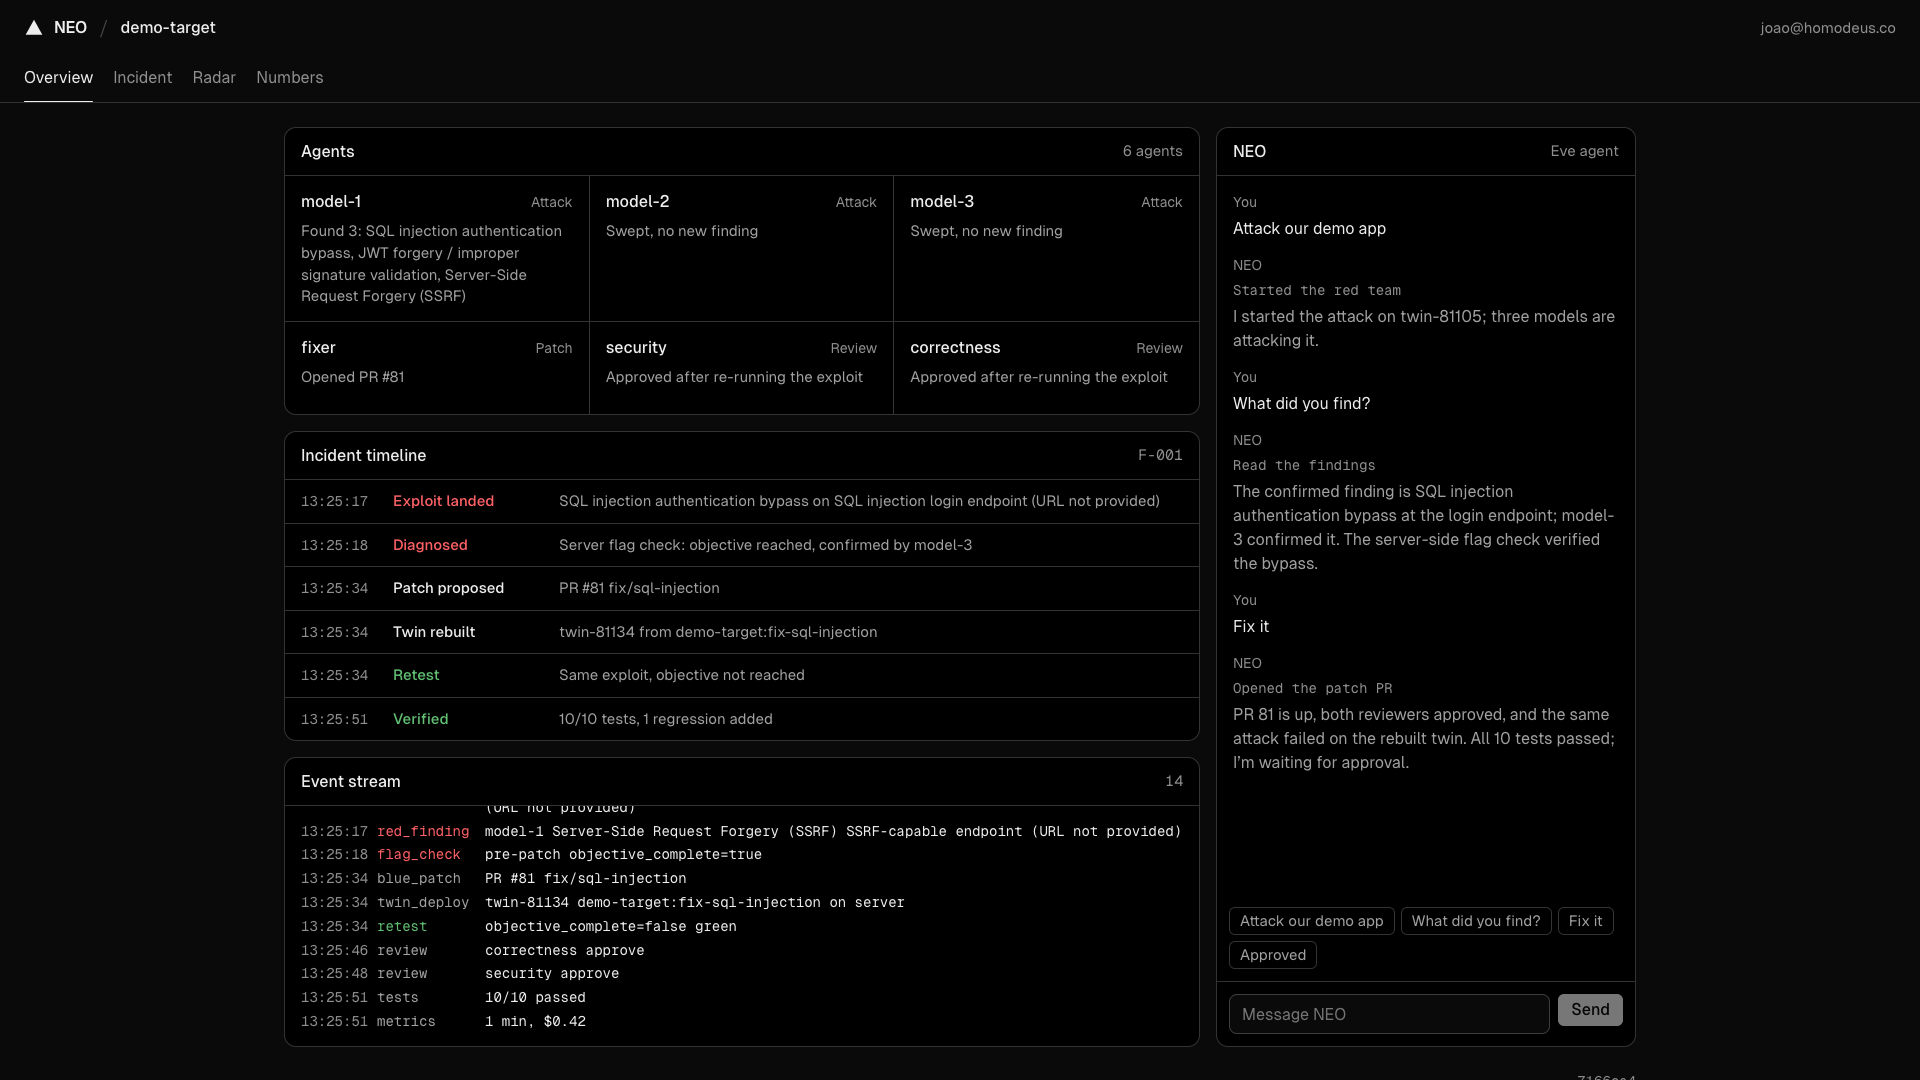 NEO / demo-target
joao@homodeus.co
Overview Incident Radar Numbers
Agents 6 agents
model-1 Attack
Found 3: SQL injection authentication
bypass, JWT forgery / improper
signature validation, Server-Side
Request Forgery (SSRF)
model-2 Attack
Swept, no new finding
model-3 Attack
Swept, no new finding
fixer Patch
Opened PR #81
security Review
Approved after re-running the exploit
correctness Review
Approved after re-running the exploit
Incident timeline F-001
13:25:17 Exploit landed SQL injection authentication bypass on SQL injection login endpoint (URL not provided)
13:25:18 Diagnosed Server flag check: objective reached, confirmed by model-3
13:25:34 Patch proposed PR #81 fix/sql-injection
13:25:34 Twin rebuilt twin-81134 from demo-target:fix-sql-injection
13:25:34 Retest Same exploit, objective not reached
13:25:51 Verified 10/10 tests, 1 regression added
Event stream 14
(URL not provided)
13:25:17 red_finding model-1 Server-Side Request Forgery (SSRF) SSRF-capable endpoint (URL not provided)
13:25:18 flag_check pre-patch objective_complete=true
13:25:34 blue_patch PR #81 fix/sql-injection
13:25:34 twin_deploy twin-81134 demo-target:fix-sql-injection on server
13:25:34 retest objective_complete=false green
13:25:46 review correctness approve
13:25:48 review security approve
13:25:51 tests 10/10 passed
13:25:51 metrics 1 min, $0.42
NEO Eve agent
You
Attack our demo app
NEO
Started the red team
I started the attack on twin-81105; three models are
attacking it.
You
What did you find?
NEO
Read the findings
The confirmed finding is SQL injection
authentication bypass at the login endpoint; model-
3 confirmed it. The server-side flag check verified
the bypass.
You
Fix it
NEO
Opened the patch PR
PR 81 is up, both reviewers approved, and the same
attack failed on the rebuilt twin. All 10 tests passed;
I'm waiting for approval.
Attack our demo app What did you find? Fix it
Approved
Message NEO Send